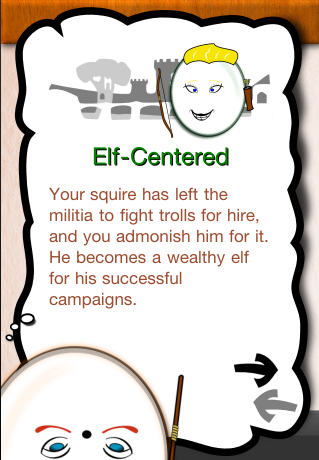 Elf-Centered
Your squire has left the
militia to fight trolls for hire,
and you admonish him for it.
He becomes a wealthy elf
for his successful
campaigns.